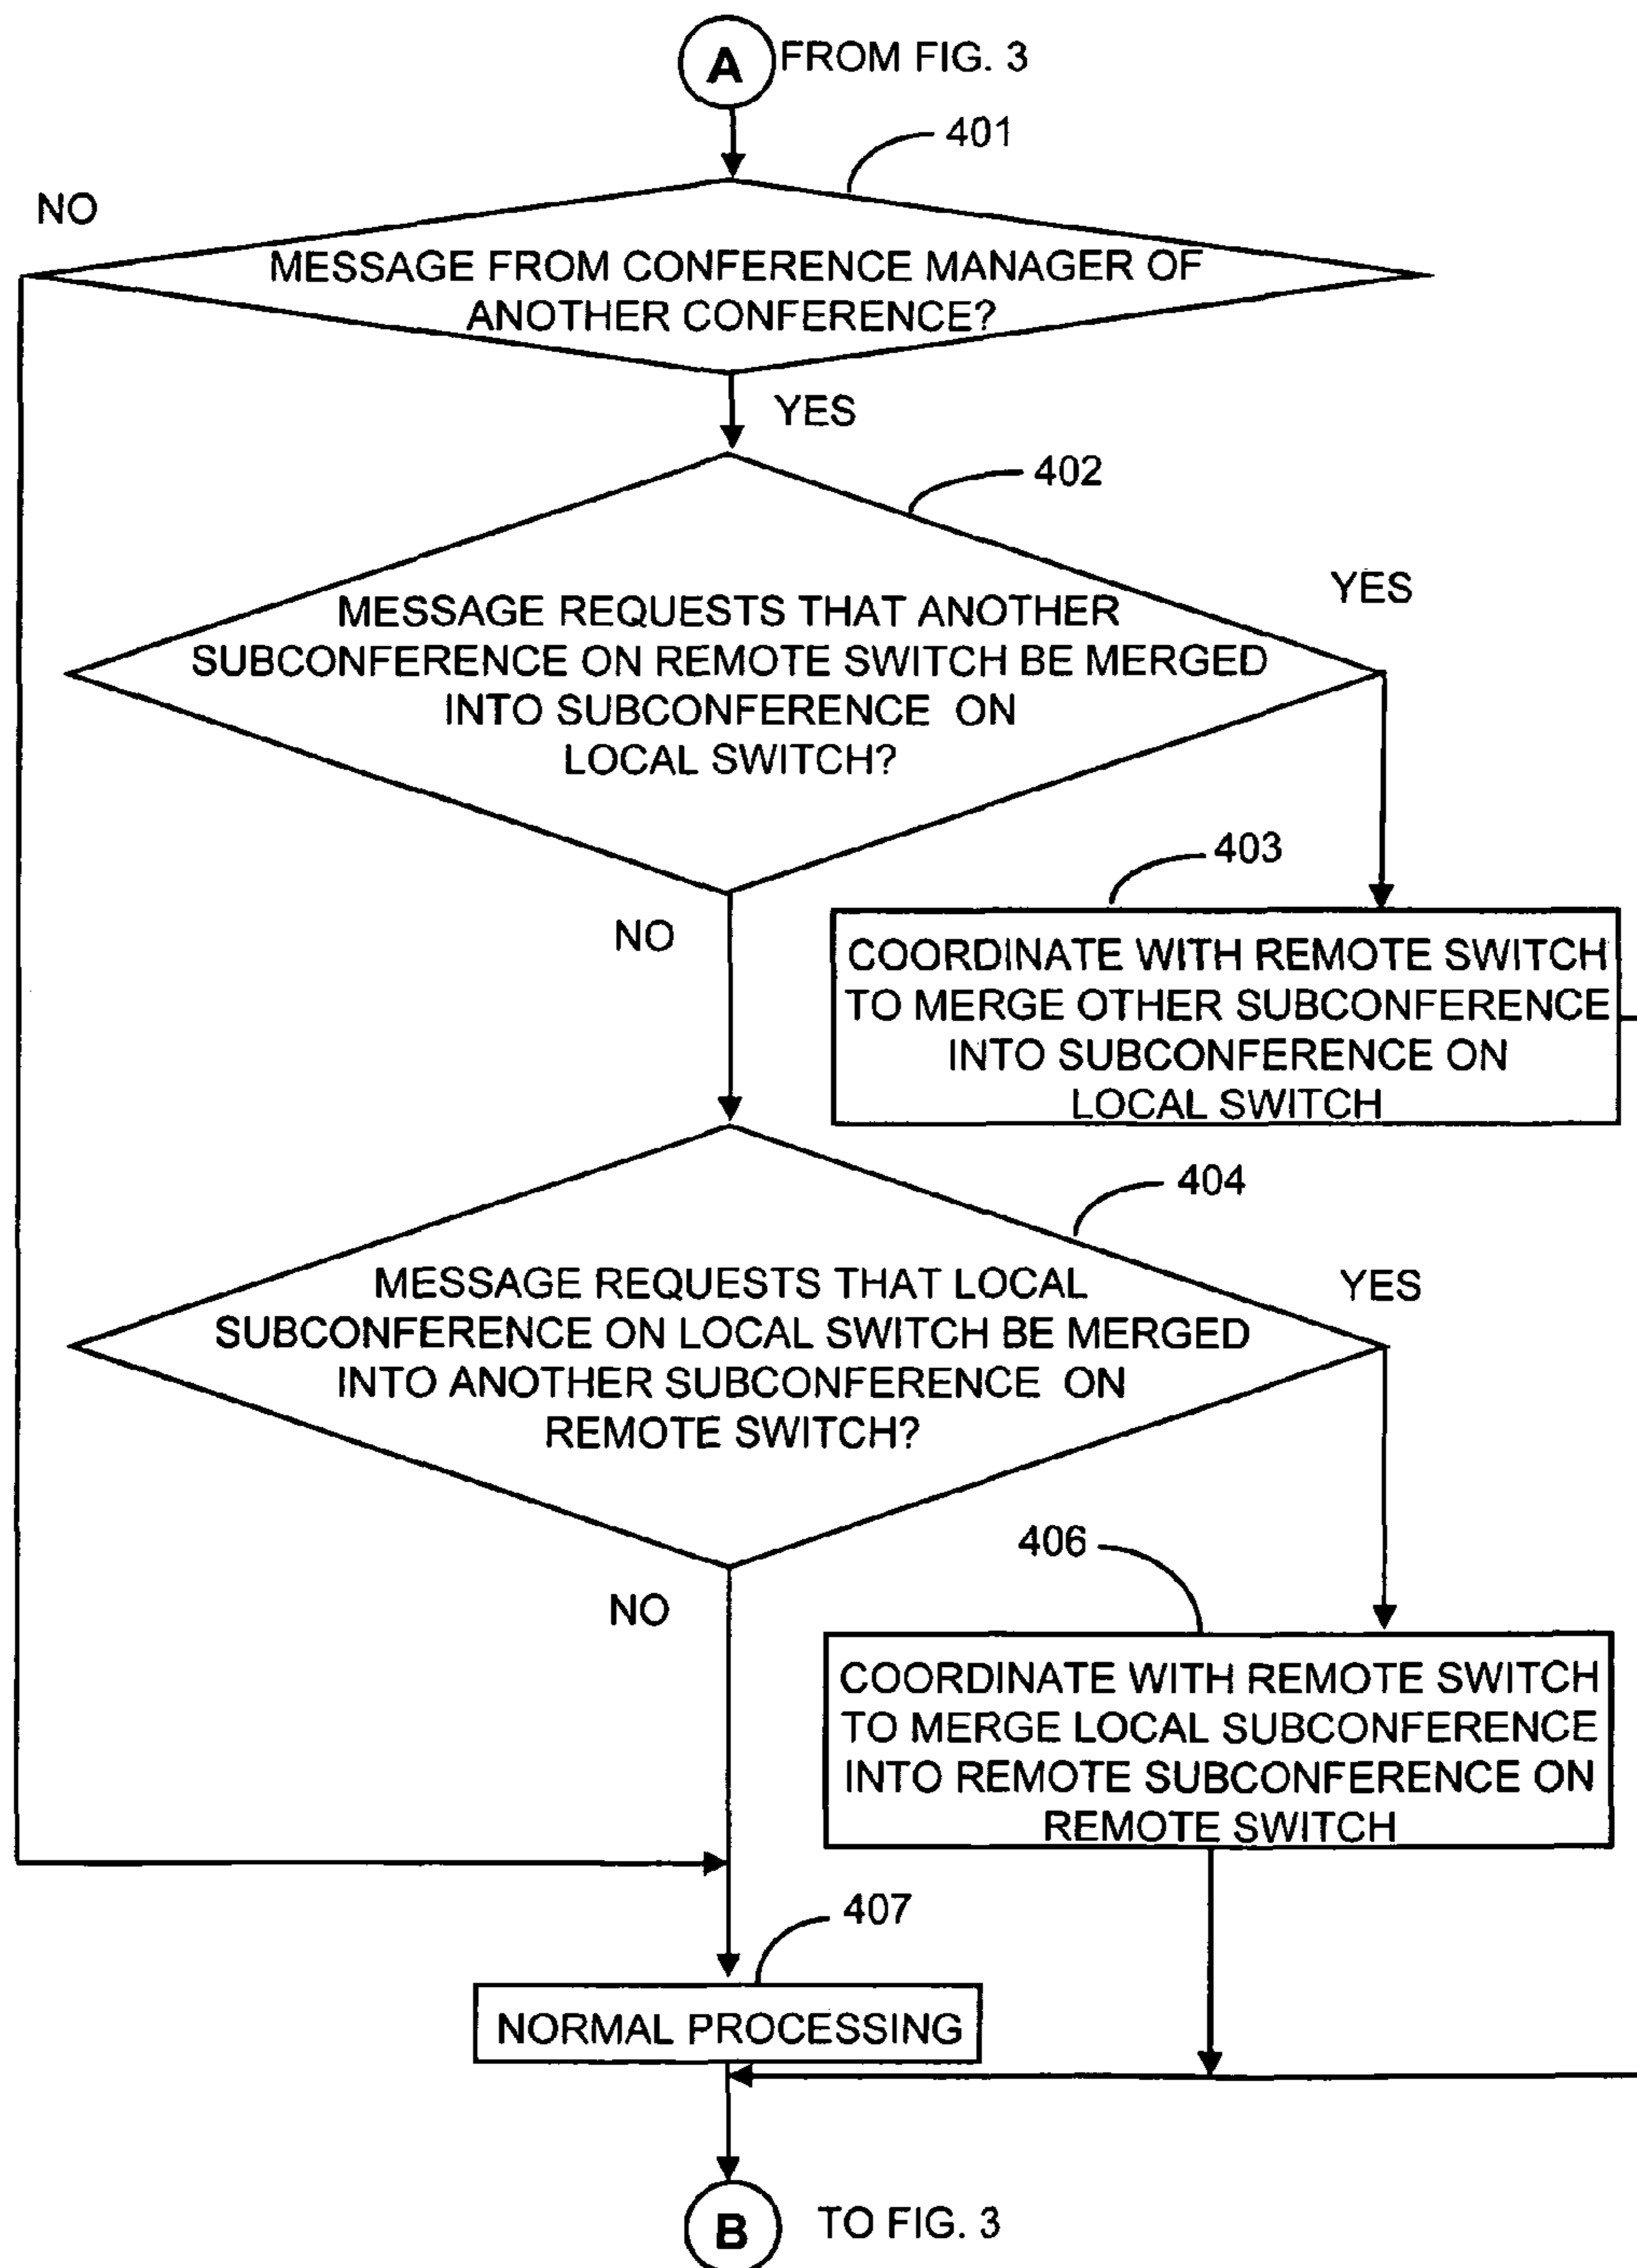 A FROM FIG. 3
401
NO
MESSAGE FROM CONFERENCE MANAGER OF
ANOTHER CONFERENCE?
YES
402
YES
MESSAGE REQUESTS THAT ANOTHER
SUBCONFERENCE ON REMOTE SWITCH BE MERGED
INTO SUBCONFERENCE ON
LOCAL SWITCH?
403
NO
COORDINATE WITH REMOTE SWITCH
TO MERGE OTHER SUBCONFERENCE
INTO SUBCONFERENCE ON
LOCAL SWITCH
404
YES
MESSAGE REQUESTS THAT LOCAL
SUBCONFERENCE ON LOCAL SWITCH BE MERGED
INTO ANOTHER SUBCONFERENCE ON
REMOTE SWITCH?
406
NO
COORDINATE WITH REMOTE SWITCH
TO MERGE LOCAL SUBCONFERENCE
INTO REMOTE SUBCONFERENCE ON
REMOTE SWITCH
407
NORMAL PROCESSING
B TO FIG. 3